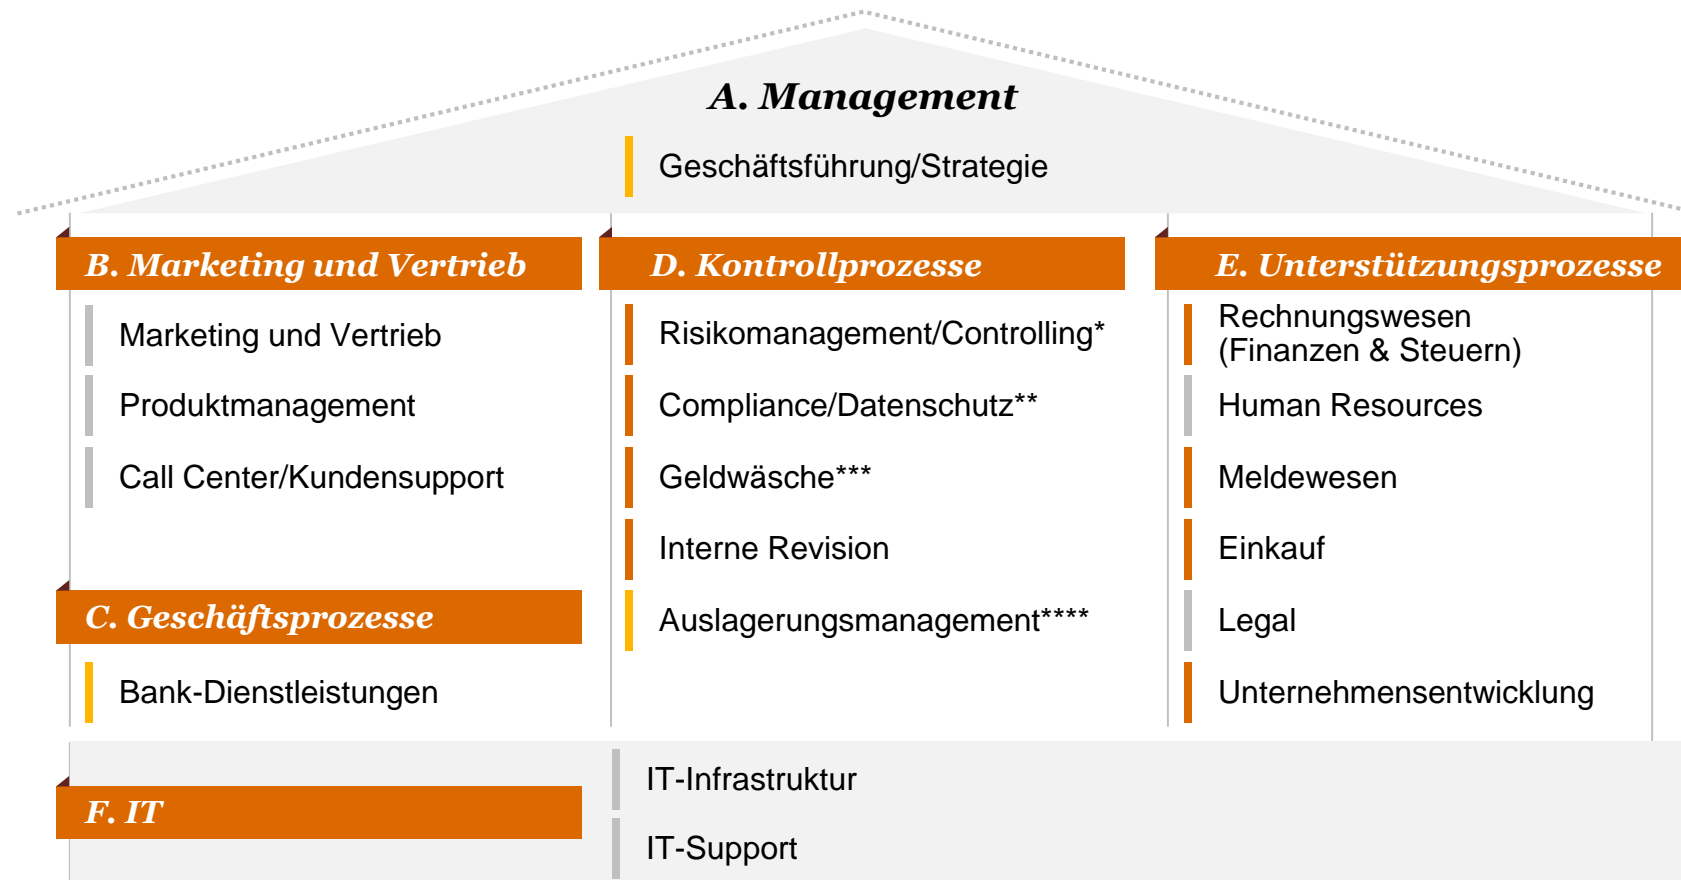 A. Management
Geschäftsführung/Strategie
B. Marketing und Vertrieb
Marketing und Vertrieb
Produktmanagement
Call Center/Kundensupport
C. Geschäftsprozesse
Bank-Dienstleistungen
D. Kontrollprozesse
Risikomanagement/Controlling*
Compliance/Datenschutz**
Geldwäsche***
Interne Revision
Auslagerungsmanagement****
E. Unterstützungsprozesse
Rechnungswesen
(Finanzen & Steuern)
Human Resources
Meldewesen
Einkauf
Legal
Unternehmensentwicklung
F. IT
IT-Infrastruktur
IT-Support